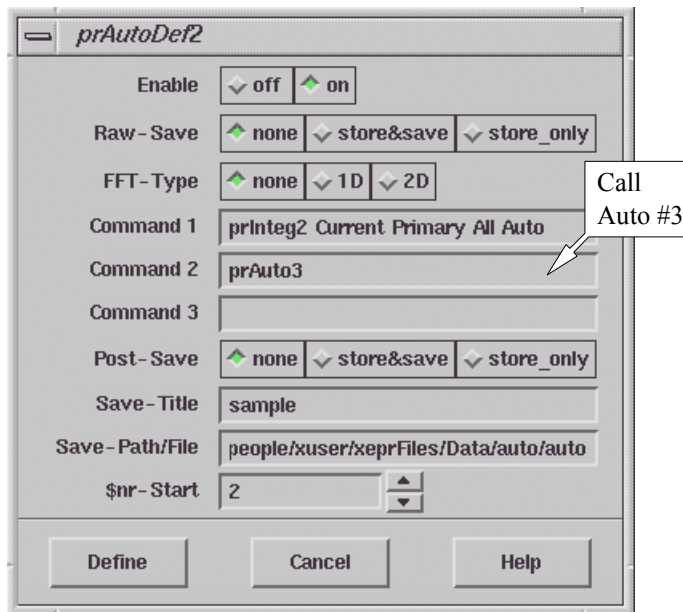 prAutoDef2
Enable off on
Raw-Save none store&save store_only
FFT-Type none 1D 2D
Call
Auto #3
Command 1 prInteg2 Current Primary All Auto
Command 2 prAuto3
Command 3
Post-Save none store&save store_only
Save-Title sample
Save-Path/File people/xuser/xeprFiles/Data/auto/auto
$nr-Start 2
Define Cancel Help